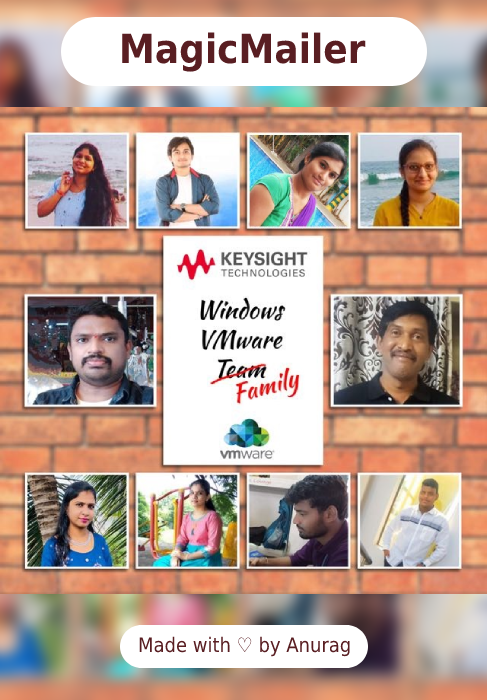 MagicMailer
KEYSIGHT
TECHNOLOGIES
Windows
VMware
Team
Family
vmware
Made with ♡ by Anurag